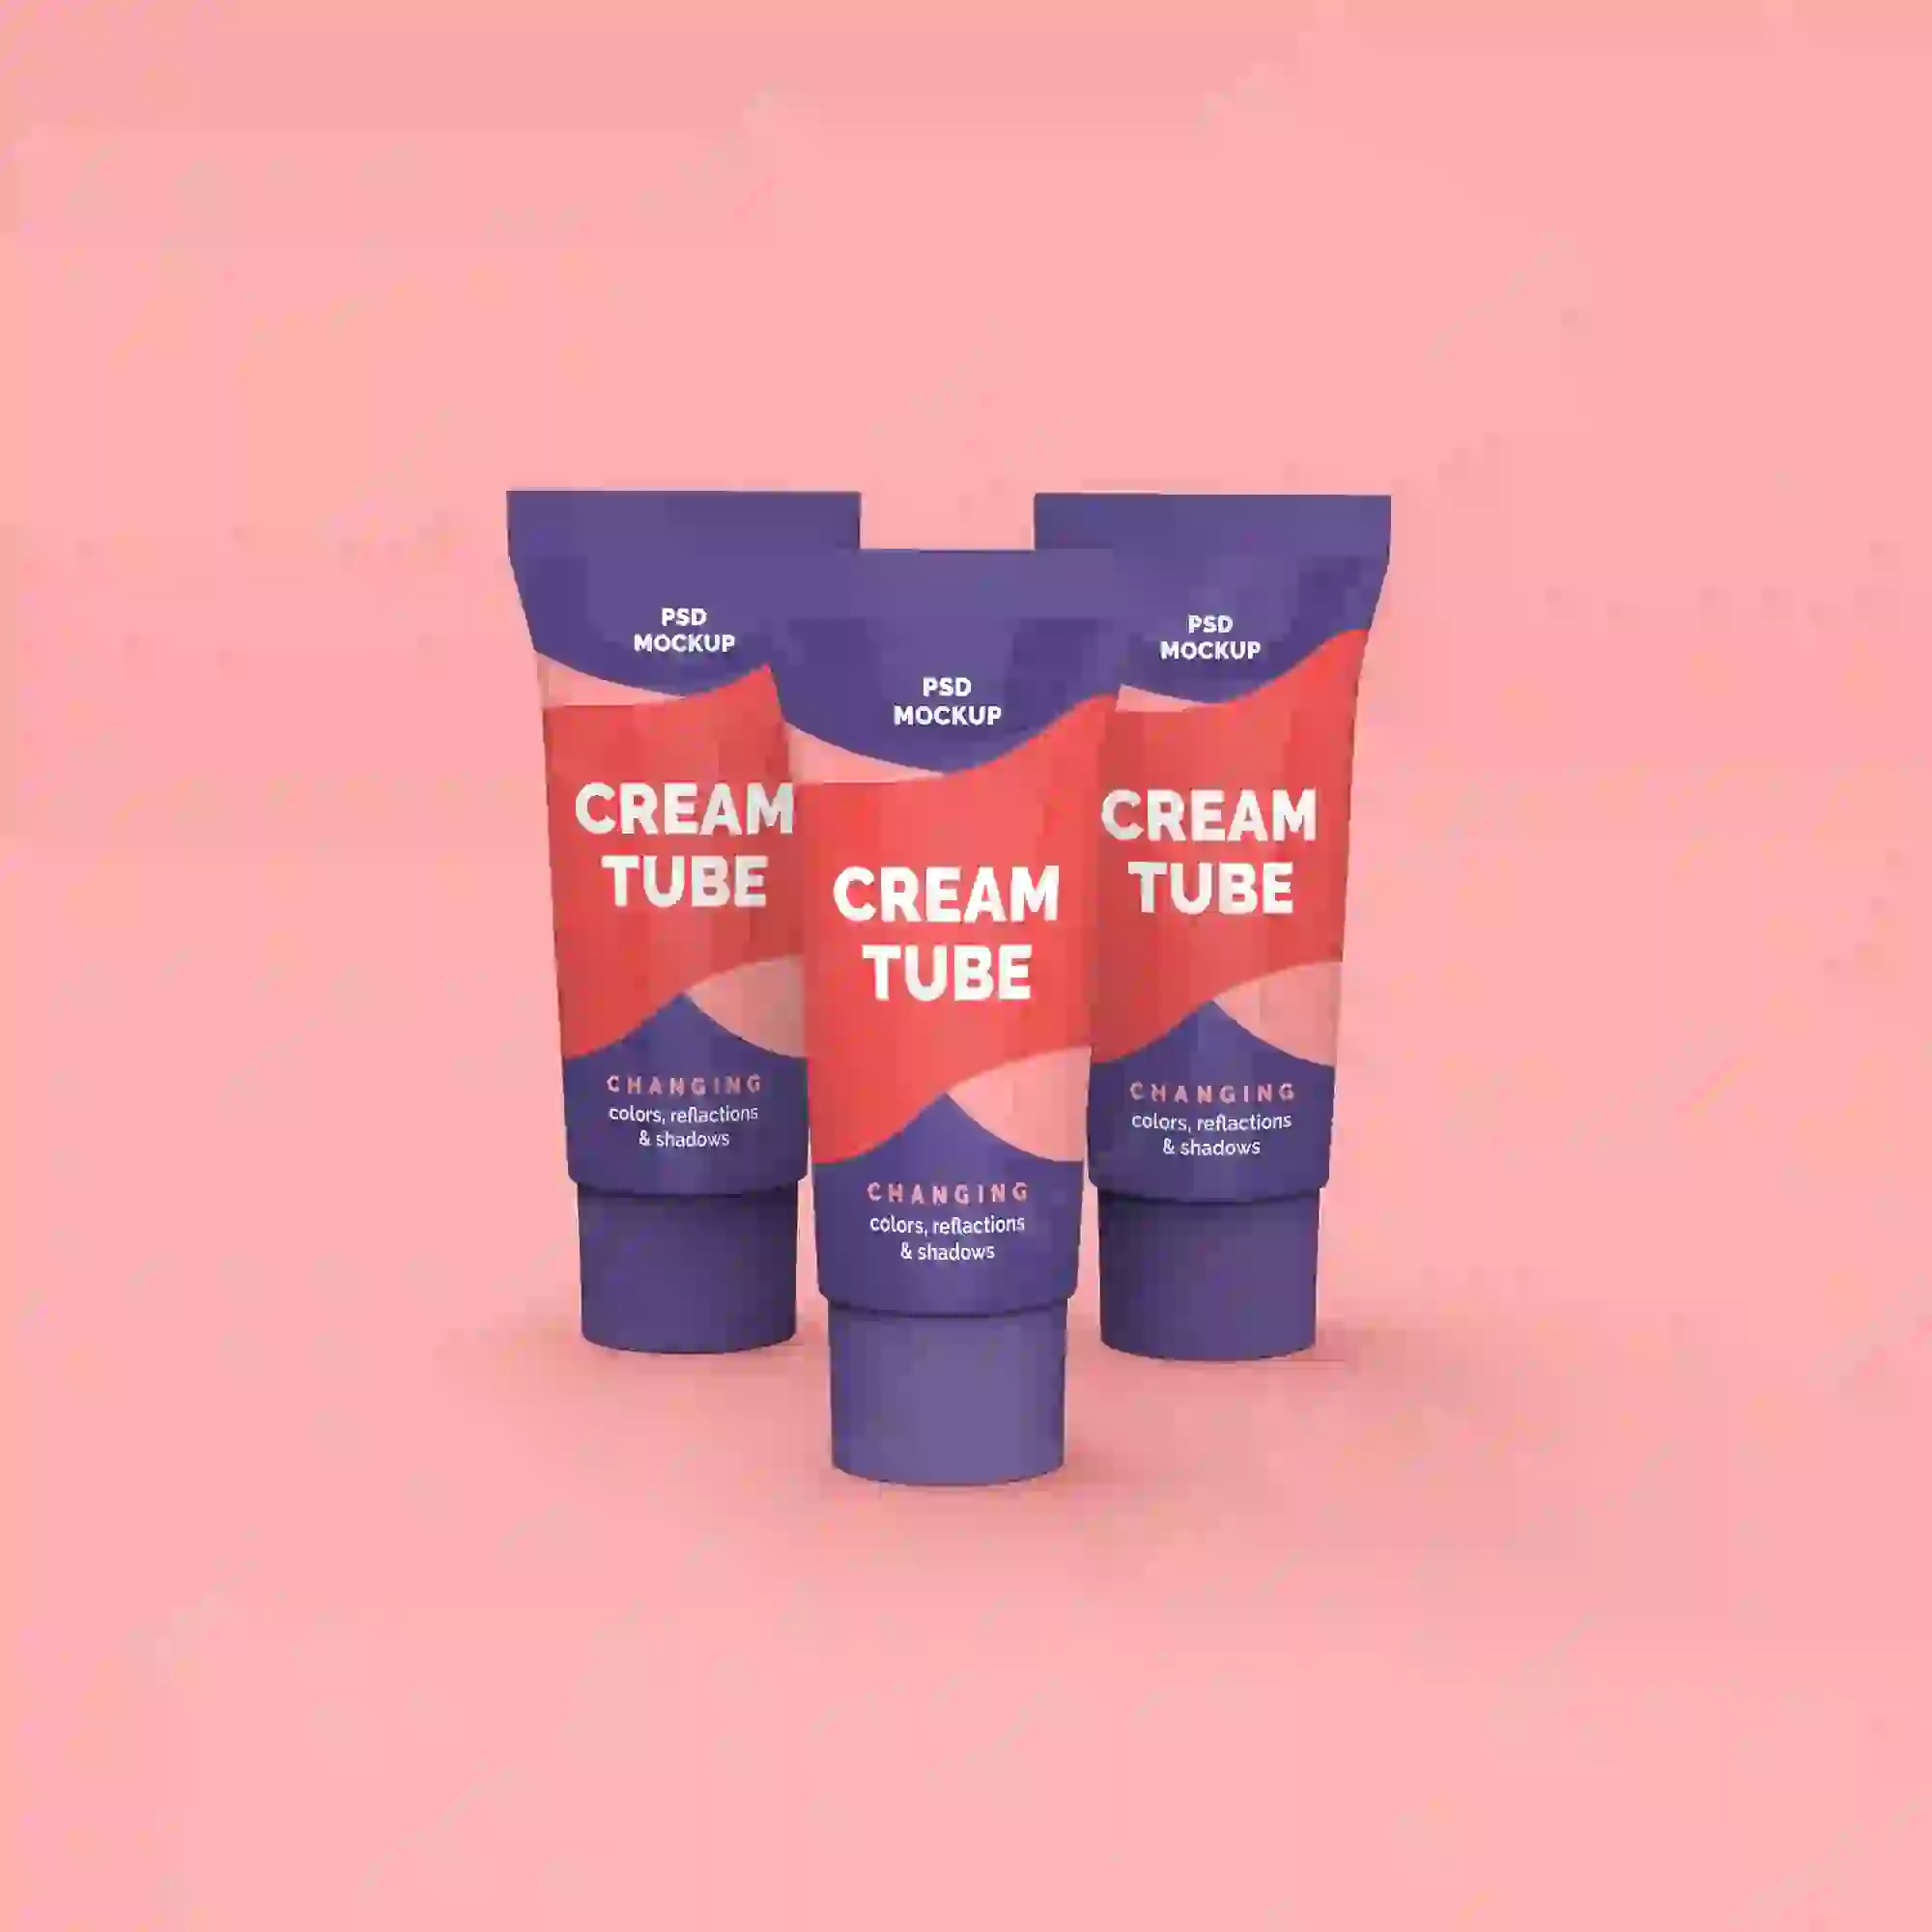 PSD
MOCKUP
CREAM
TUBE
CHANGING
colors, reflactions
& shadows
PSD
MOCKUP
CREAM
TUBE
CHANGING
colors, reflactions
& shadows
PSD
MOCKUP
CREAM
TUBE
CHANGING
colors, reflactions
& shadows